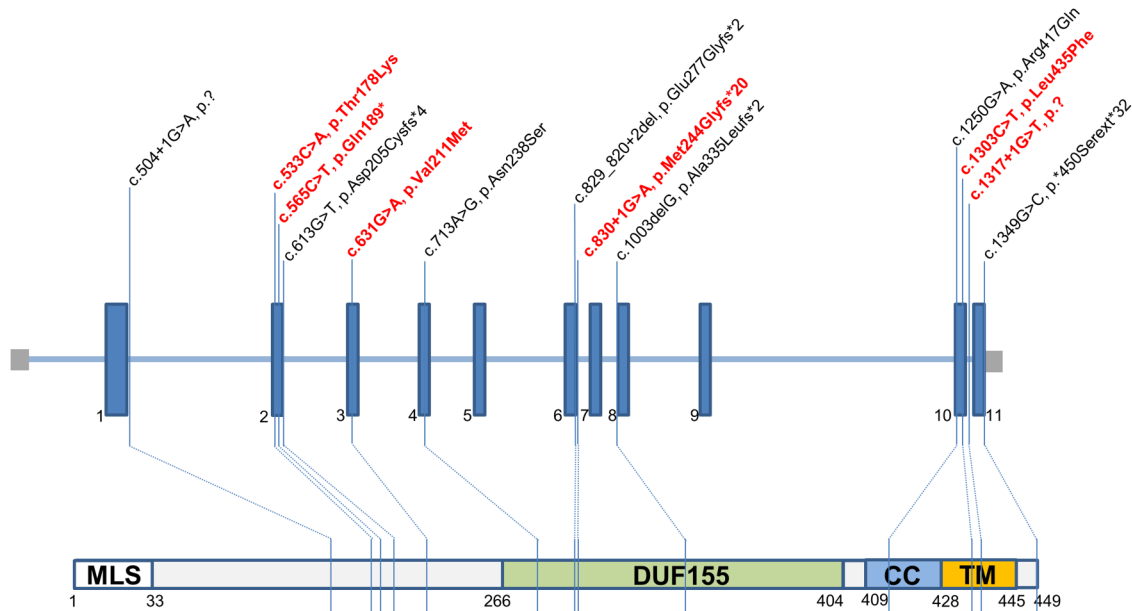 c.504+1G>A, p.?
c.533C>A, p.Thr178Lys
c.565C>T, p.Gln189*
c.613G>T, p.Asp205Cysfs*4
c.631G>A, p.Val211Met
c.713A>G, p.Asn238Ser
c.829_820+2del, p.Glu277Glyfs*2
c.830+1G>A, p.Met244Glyfs*20
c.1003delG, p.Ala335Leufs*2
c.1250G>A, p.Arg417Gln
c.1303C>T, p.Leu435Phe
c.1317+1G>T, p.?
c.1349G>C, p.*450Serext*32
1 2 3 4 5 6 7 8 9 10 11
MLS DUF155 CC TM
1 33 266 404 409 428 445 449